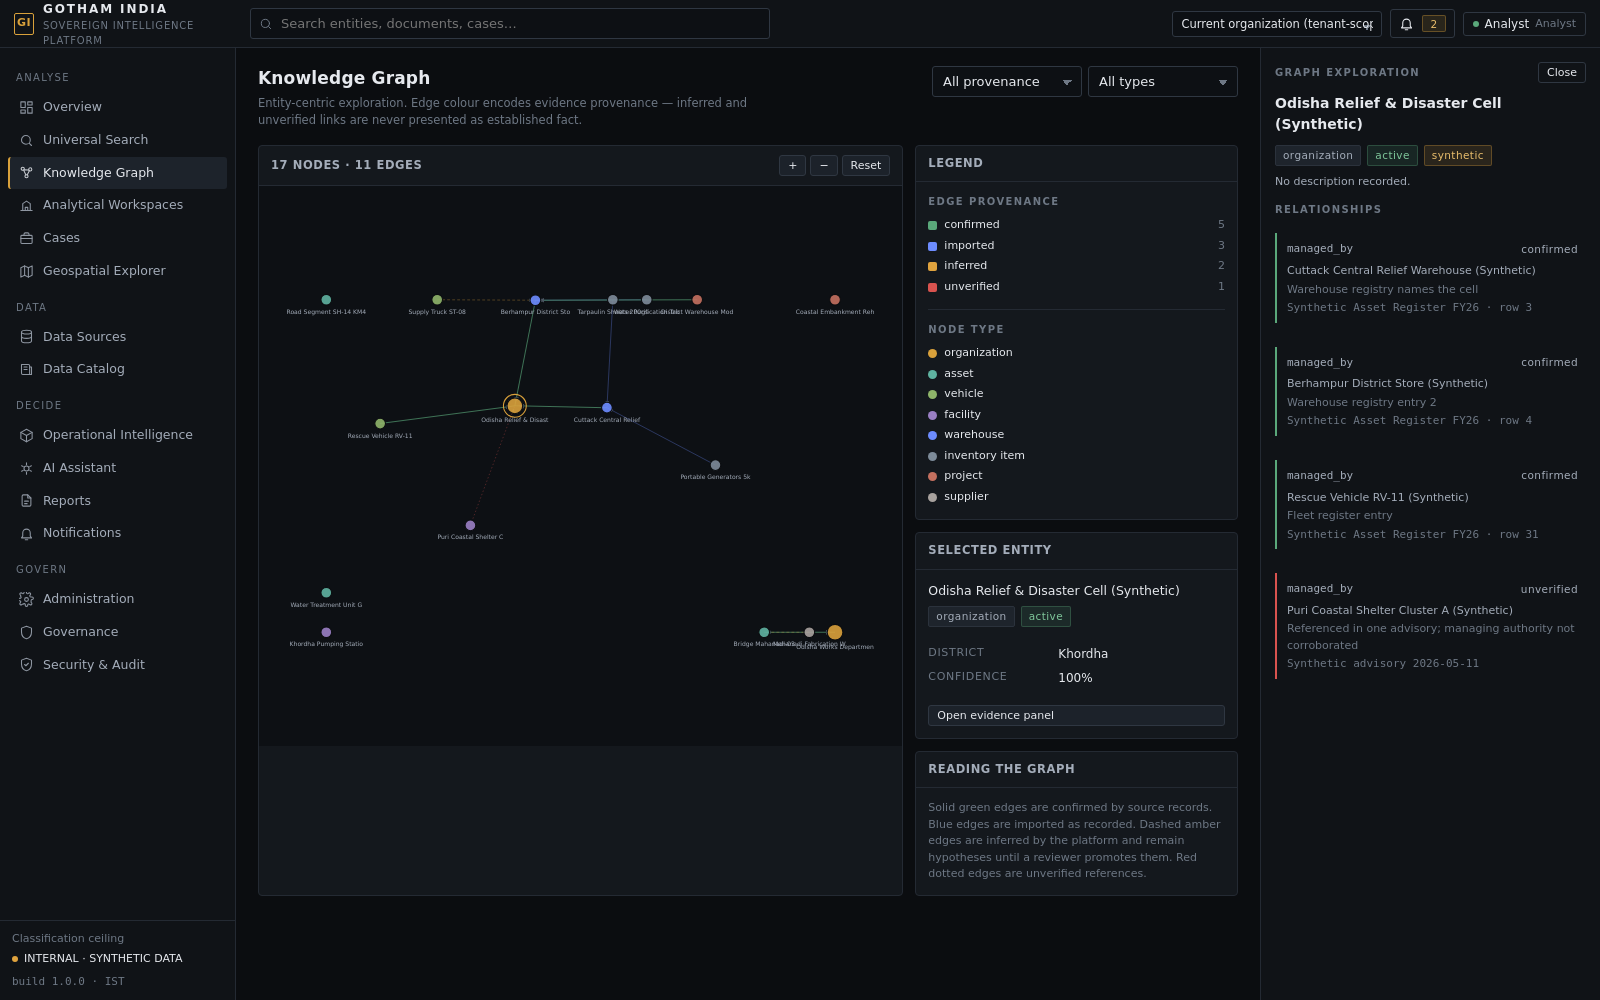 GI
GOTHAM INDIA
SOVEREIGN INTELLIGENCE
PLATFORM
Search entities, documents, cases...
Current organization (tenant-scop
2
Analyst Analyst
ANALYSE
Overview
Universal Search
Knowledge Graph
Analytical Workspaces
Cases
Geospatial Explorer
DATA
Data Sources
Data Catalog
DECIDE
Operational Intelligence
AI Assistant
Reports
Notifications
GOVERN
Administration
Governance
Security & Audit
Classification ceiling
INTERNAL · SYNTHETIC DATA
build 1.0.0 · IST
Knowledge Graph
Entity-centric exploration. Edge colour encodes evidence provenance — inferred and
unverified links are never presented as established fact.
All provenance
All types
17 NODES · 11 EDGES
+
−
Reset
Road Segment SH-14 KM4
Supply Truck ST-08
Berhampur District Sto
Tarpaulin
District Warehouse Mod
Coastal Embankment Reh
Rescue Vehicle RV-11
Odisha Relief & Disast
Cuttack Central Relief
Portable Generators 5k
Puri Coastal Shelter C
Water Treatment Unit G
Khordha Pumping Statio
Bridge
Odisha Works Departmen
LEGEND
EDGE PROVENANCE
confirmed 5
imported 3
inferred 2
unverified 1
NODE TYPE
organization
asset
vehicle
facility
warehouse
inventory item
project
supplier
SELECTED ENTITY
Odisha Relief & Disaster Cell (Synthetic)
organization active
DISTRICT Khordha
CONFIDENCE 100%
Open evidence panel
READING THE GRAPH
Solid green edges are confirmed by source records.
Blue edges are imported as recorded. Dashed amber
edges are inferred by the platform and remain
hypotheses until a reviewer promotes them. Red
dotted edges are unverified references.
GRAPH EXPLORATION
Close
Odisha Relief & Disaster Cell
(Synthetic)
organization active synthetic
No description recorded.
RELATIONSHIPS
managed_by confirmed
Cuttack Central Relief Warehouse (Synthetic)
Warehouse registry names the cell
Synthetic Asset Register FY26 · row 3
managed_by confirmed
Berhampur District Store (Synthetic)
Warehouse registry entry 2
Synthetic Asset Register FY26 · row 4
managed_by confirmed
Rescue Vehicle RV-11 (Synthetic)
Fleet register entry
Synthetic Asset Register FY26 · row 31
managed_by unverified
Puri Coastal Shelter Cluster A (Synthetic)
Referenced in one advisory; managing authority not
corroborated
Synthetic advisory 2026-05-11